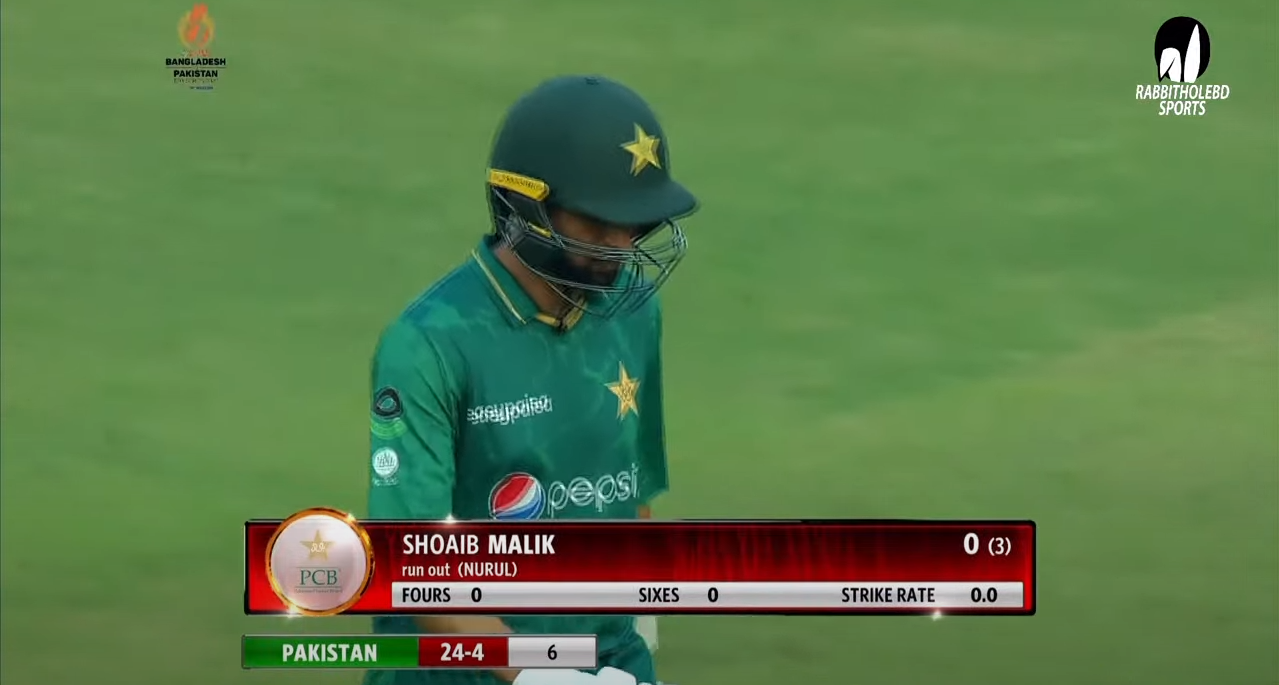 BANGLADESH
PAKISTAN
RABBITHOLEBD
SPORTS
easypaisa
pepsi
PCB
SHOAIB MALIK 0 (3)
run out (NURUL)
FOURS 0 SIXES 0 STRIKE RATE 0.0
PAKISTAN 24-4 6